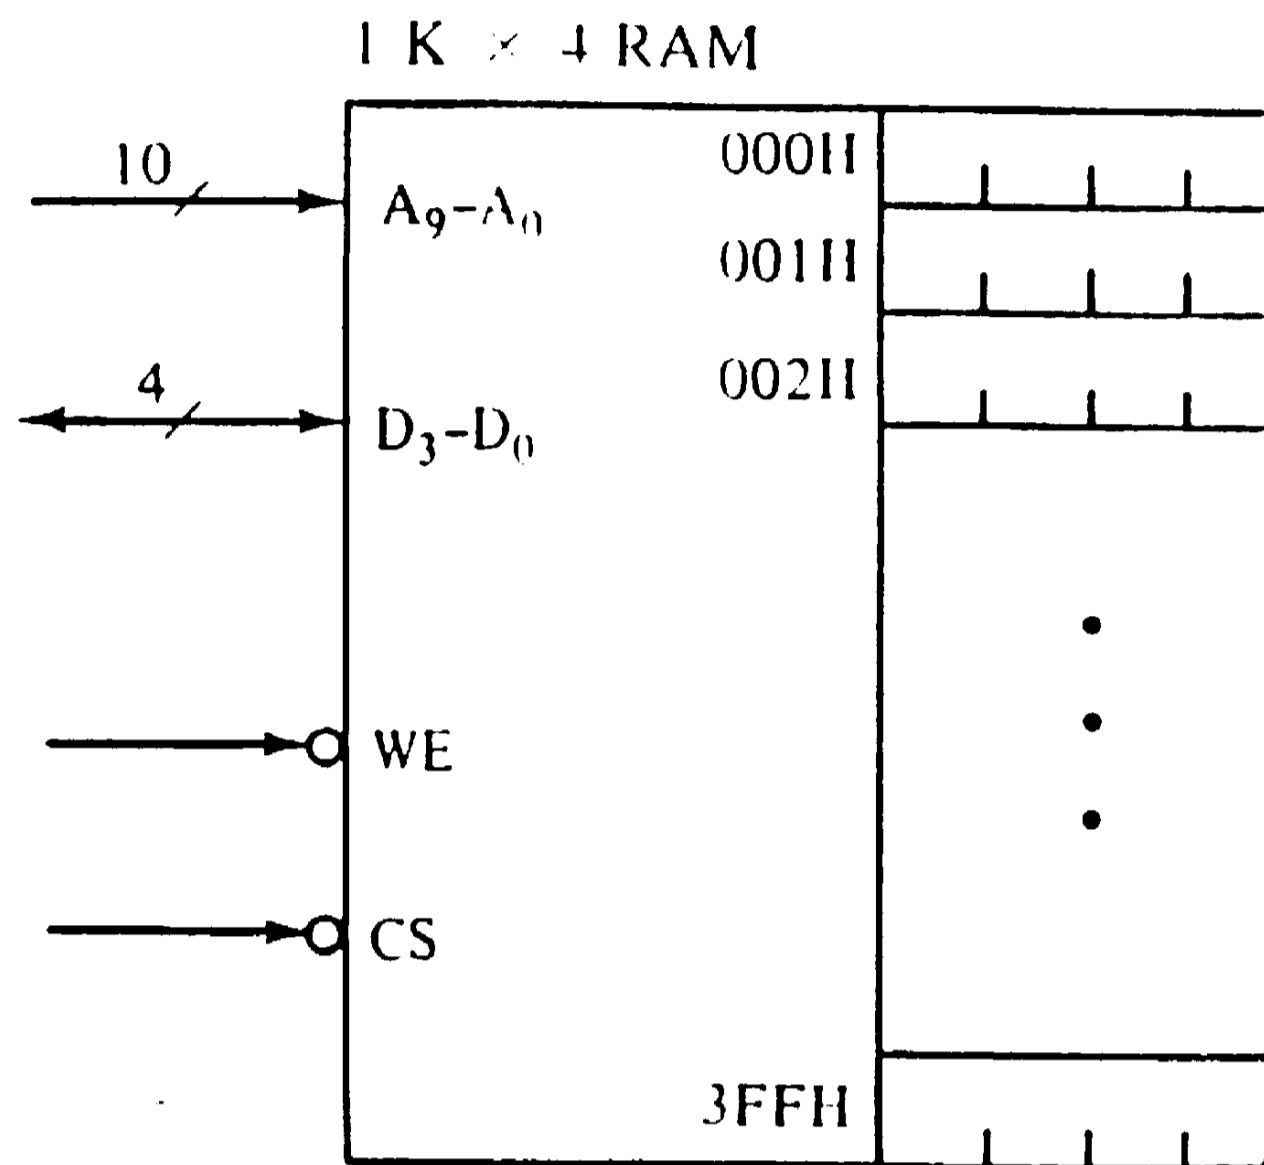 1 K × 4 RAM
10
A₉-A₀
000H
001H
4
D₃-D₀
002H
WE
CS
3FFH